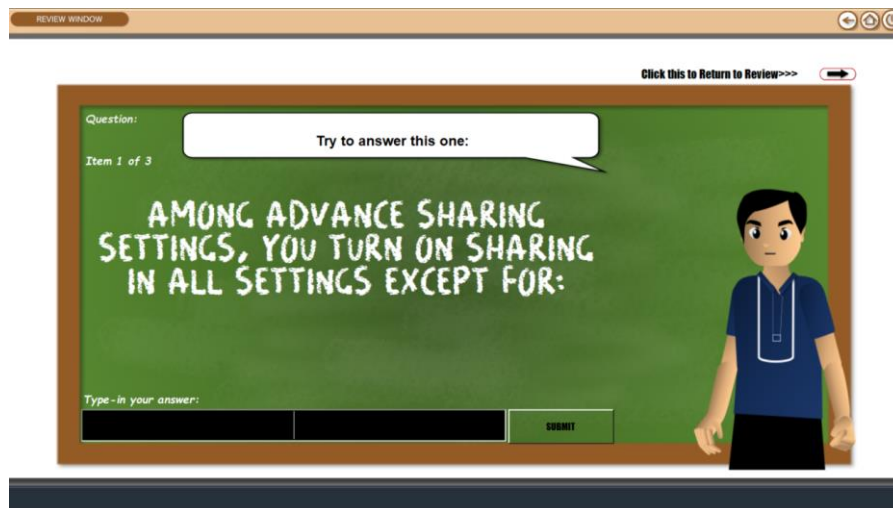 REVIEW WINDOW
Click this to Return to Review>>>
Question:
Try to answer this one:
Item 1 of 3
AMONG ADVANCE SHARING
SETTINGS, YOU TURN ON SHARING
IN ALL SETTINGS EXCEPT FOR:
Type-in your answer:
SUBMIT